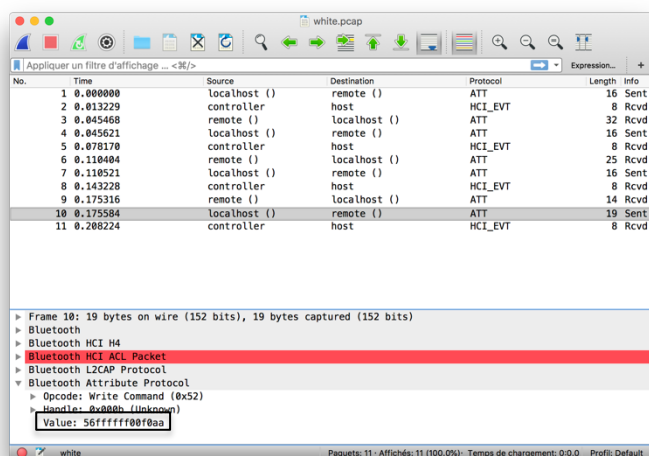 white.pcap
Appliquer un filtre d'affichage ... <⌘/>
Expression...
+
No. Time Source Destination Protocol Length Info
1 0.000000 localhost () remote () ATT 16 Sent
2 0.013229 controller host HCI_EVT 8 Rcvd
3 0.045468 remote () localhost () ATT 32 Rcvd
4 0.045621 localhost () remote () ATT 16 Sent
5 0.078170 controller host HCI_EVT 8 Rcvd
6 0.110404 remote () localhost () ATT 25 Rcvd
7 0.110521 localhost () remote () ATT 16 Sent
8 0.143228 controller host HCI_EVT 8 Rcvd
9 0.175316 remote () localhost () ATT 14 Rcvd
10 0.175584 localhost () remote () ATT 19 Sent
11 0.208224 controller host HCI_EVT 8 Rcvd
Frame 10: 19 bytes on wire (152 bits), 19 bytes captured (152 bits)
Bluetooth
Bluetooth HCI H4
Bluetooth HCI ACL Packet
Bluetooth L2CAP Protocol
Bluetooth Attribute Protocol
Opcode: Write Command (0x52)
Handle: 0x000b (Unknown)
Value: 56ffffff00f0aa
white
Paquets: 11 · Affichés: 11 (100.0%) · Temps de chargement: 0:0.0
Profil: Default